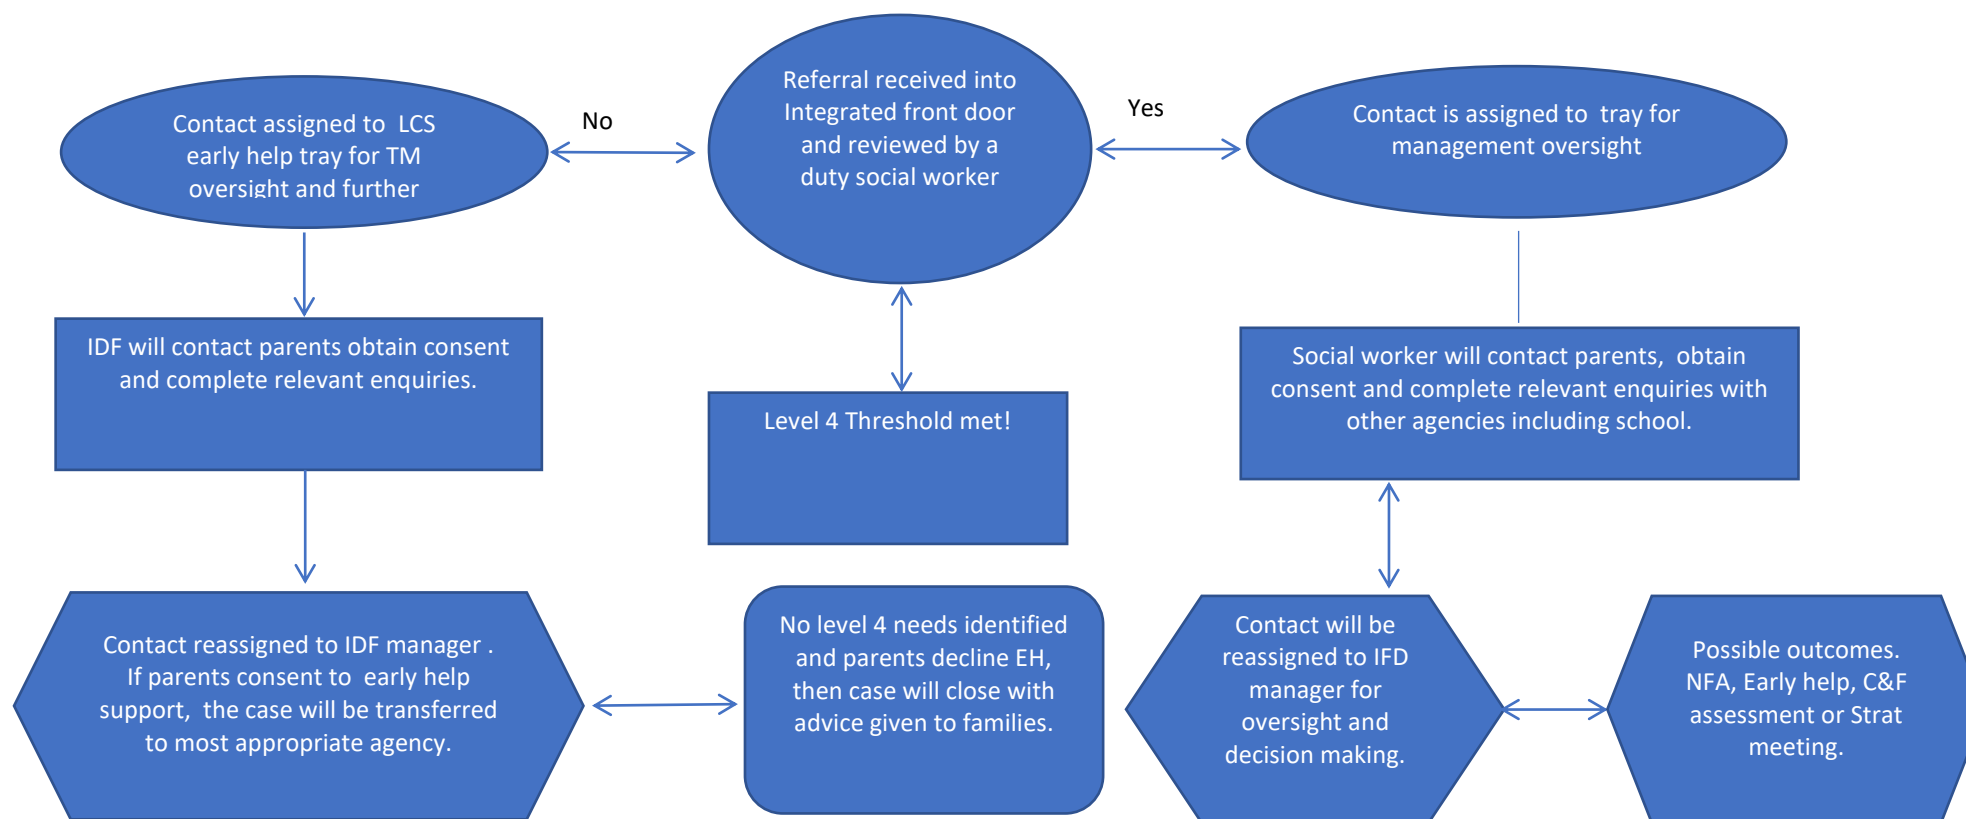 Contact assigned to LCS
early help tray for TM
oversight and further
No
Referral received into
Integrated front door
and reviewed by a
duty social worker
Yes
Contact is assigned to tray for
management oversight
IDF will contact parents obtain consent
and complete relevant enquiries.
Level 4 Threshold met!
Social worker will contact parents, obtain
consent and complete relevant enquiries with
other agencies including school.
Contact reassigned to IDF manager .
If parents consent to early help
support, the case will be transferred
to most appropriate agency.
No level 4 needs identified
and parents decline EH,
then case will close with
advice given to families.
Contact will be
reassigned to IFD
manager for
oversight and
decision making.
Possible outcomes.
NFA, Early help, C&F
assessment or Strat
meeting.